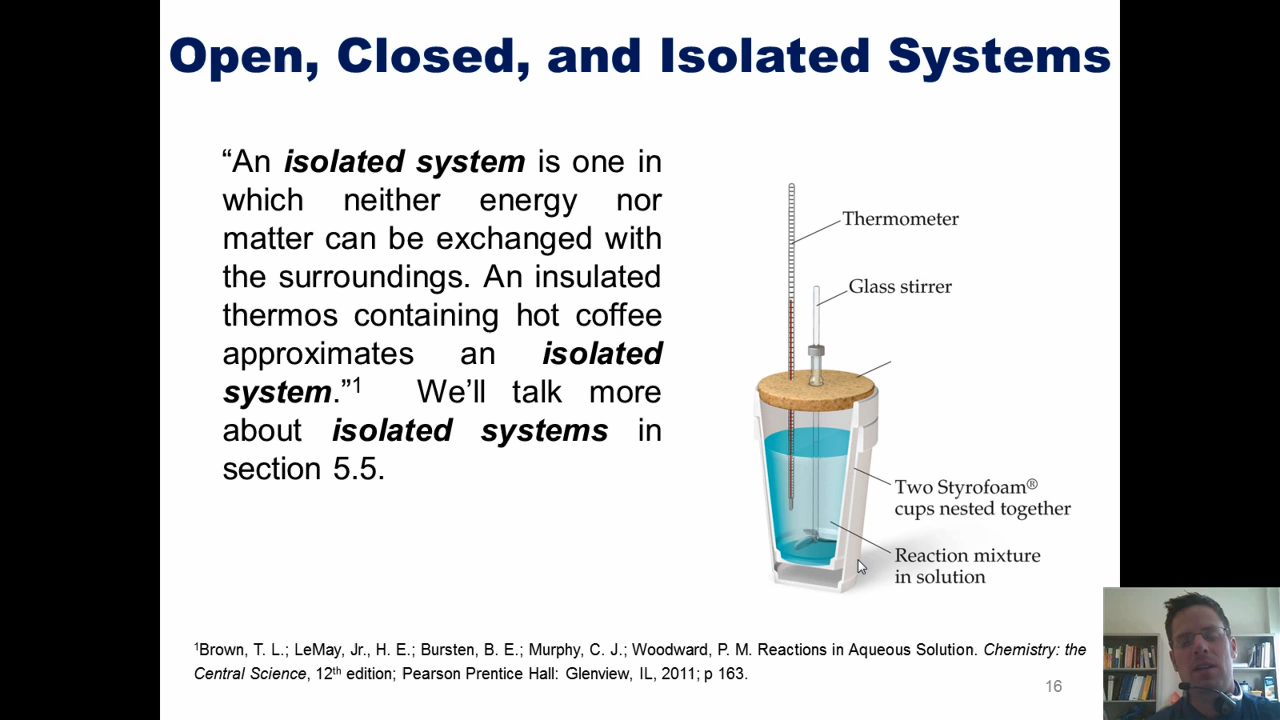 Open, Closed, and Isolated Systems
“An isolated system is one in
which neither energy nor
matter can be exchanged with
the surroundings. An insulated
thermos containing hot coffee
approximates an isolated
system.”1 We’ll talk more
about isolated systems in
section 5.5.
Thermometer
Glass stirrer
Two Styrofoam®
cups nested together
Reaction mixture
in solution
1Brown, T. L.; LeMay, Jr., H. E.; Bursten, B. E.; Murphy, C. J.; Woodward, P. M. Reactions in Aqueous Solution. Chemistry: the
Central Science, 12th edition; Pearson Prentice Hall: Glenview, IL, 2011; p 163.
16